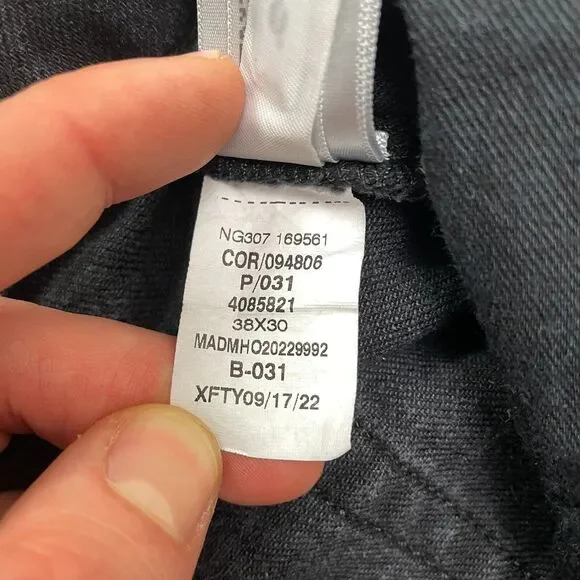 NG307 169561
COR/094806
P/031
4085821
38X30
MADMHO20229992
B-031
XFTY09/17/22